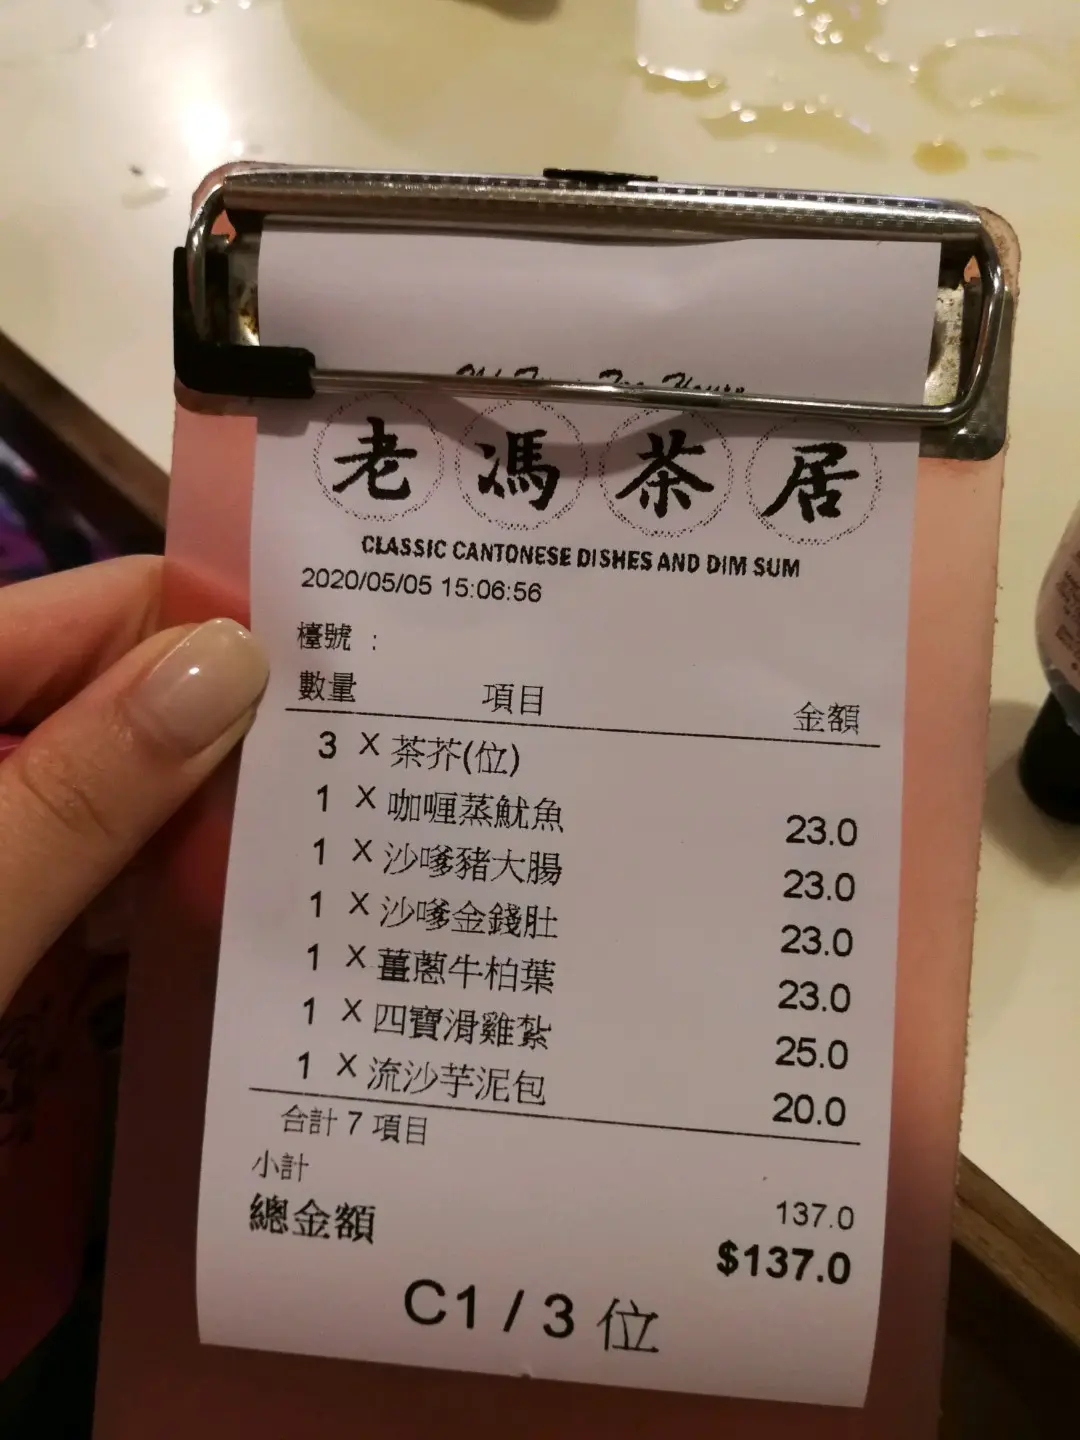 老馮茶居
CLASSIC CANTONESE DISHES AND DIM SUM
2020/05/05 15:06:56
檯號 :
數量 項目 金額
3 X 茶芥(位)
1 X 咖喱蒸魷魚 23.0
1 X 沙嗲豬大腸 23.0
1 X 沙嗲金錢肚 23.0
1 X 薑蔥牛柏葉 23.0
1 X 四寶滑雞紮 25.0
1 X 流沙芋泥包 20.0
合計 7 項目
小計 137.0
總金額 $137.0
C1 / 3 位